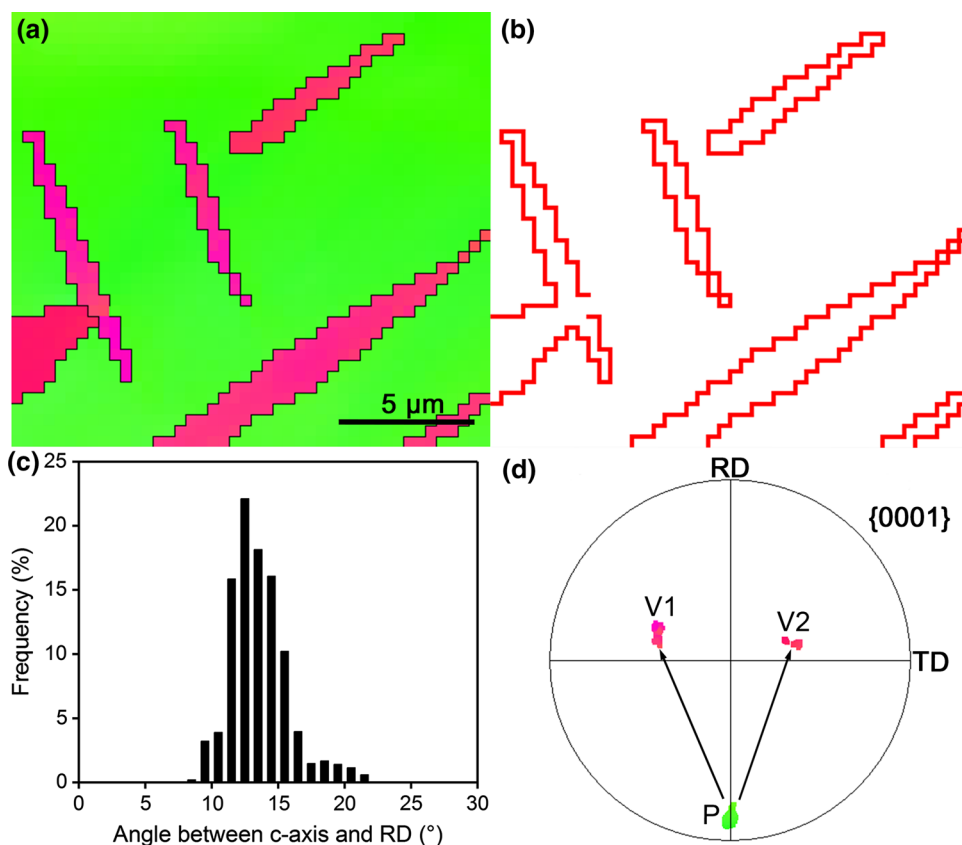 (a)
(b)
5 µm
(c)
25
20
15
10
5
0
Frequency (%)
0 5 10 15 20 25 30
Angle between c-axis and RD (°)
(d)
RD
{0001}
V1
V2
TD
P